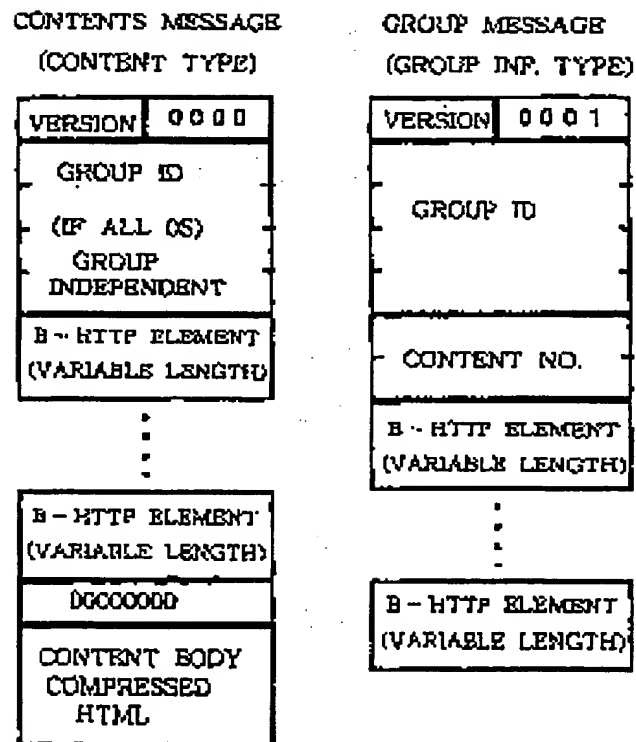 CONTENTS MESSAGE
(CONTENT TYPE)
VERSION 0000
GROUP ID
(IF ALL 0S)
GROUP
INDEPENDENT
B-HTTP ELEMENT
(VARIABLE LENGTH)
B-HTTP ELEMENT
(VARIABLE LENGTH)
00000000
CONTENT BODY
COMPRESSED
HTML
GROUP MESSAGE
(GROUP INF. TYPE)
VERSION 0001
GROUP ID
CONTENT NO.
B-HTTP ELEMENT
(VARIABLE LENGTH)
B-HTTP ELEMENT
(VARIABLE LENGTH)